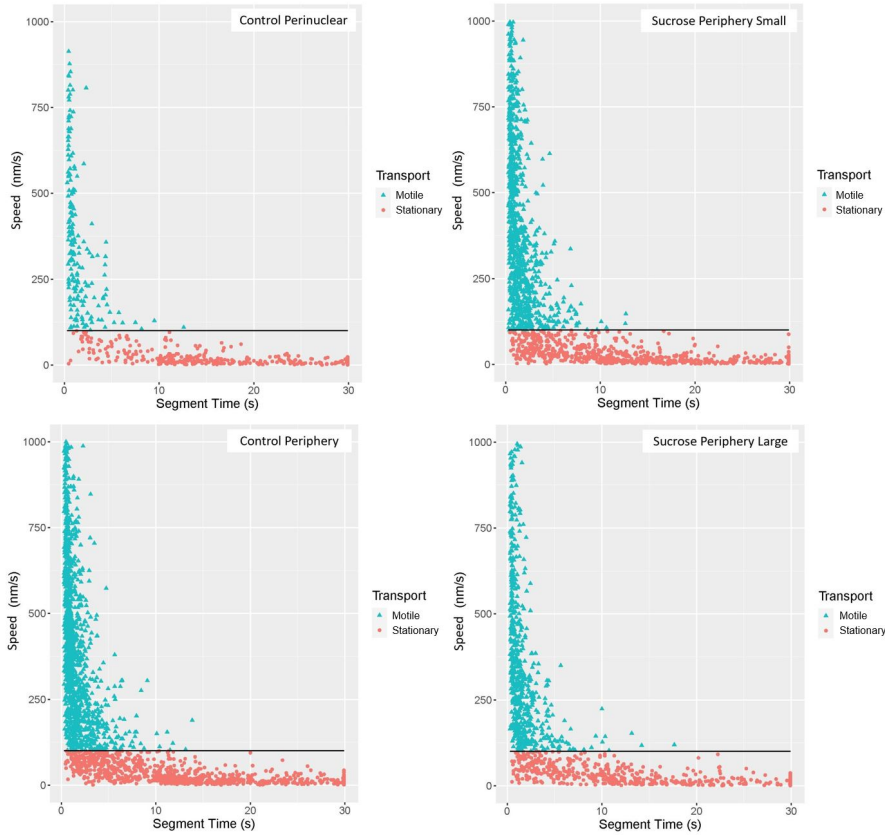 Control Perinuclear
1000
750
500
250
0
Speed (nm/s)
0 10 20 30
Segment Time (s)
Transport
Motile
Stationary
Sucrose Periphery Small
1000
750
500
250
0
Speed (nm/s)
0 10 20 30
Segment Time (s)
Transport
Motile
Stationary
Control Periphery
1000
750
500
250
0
Speed (nm/s)
0 10 20 30
Segment Time (s)
Transport
Motile
Stationary
Sucrose Periphery Large
1000
750
500
250
0
Speed (nm/s)
0 10 20 30
Segment Time (s)
Transport
Motile
Stationary